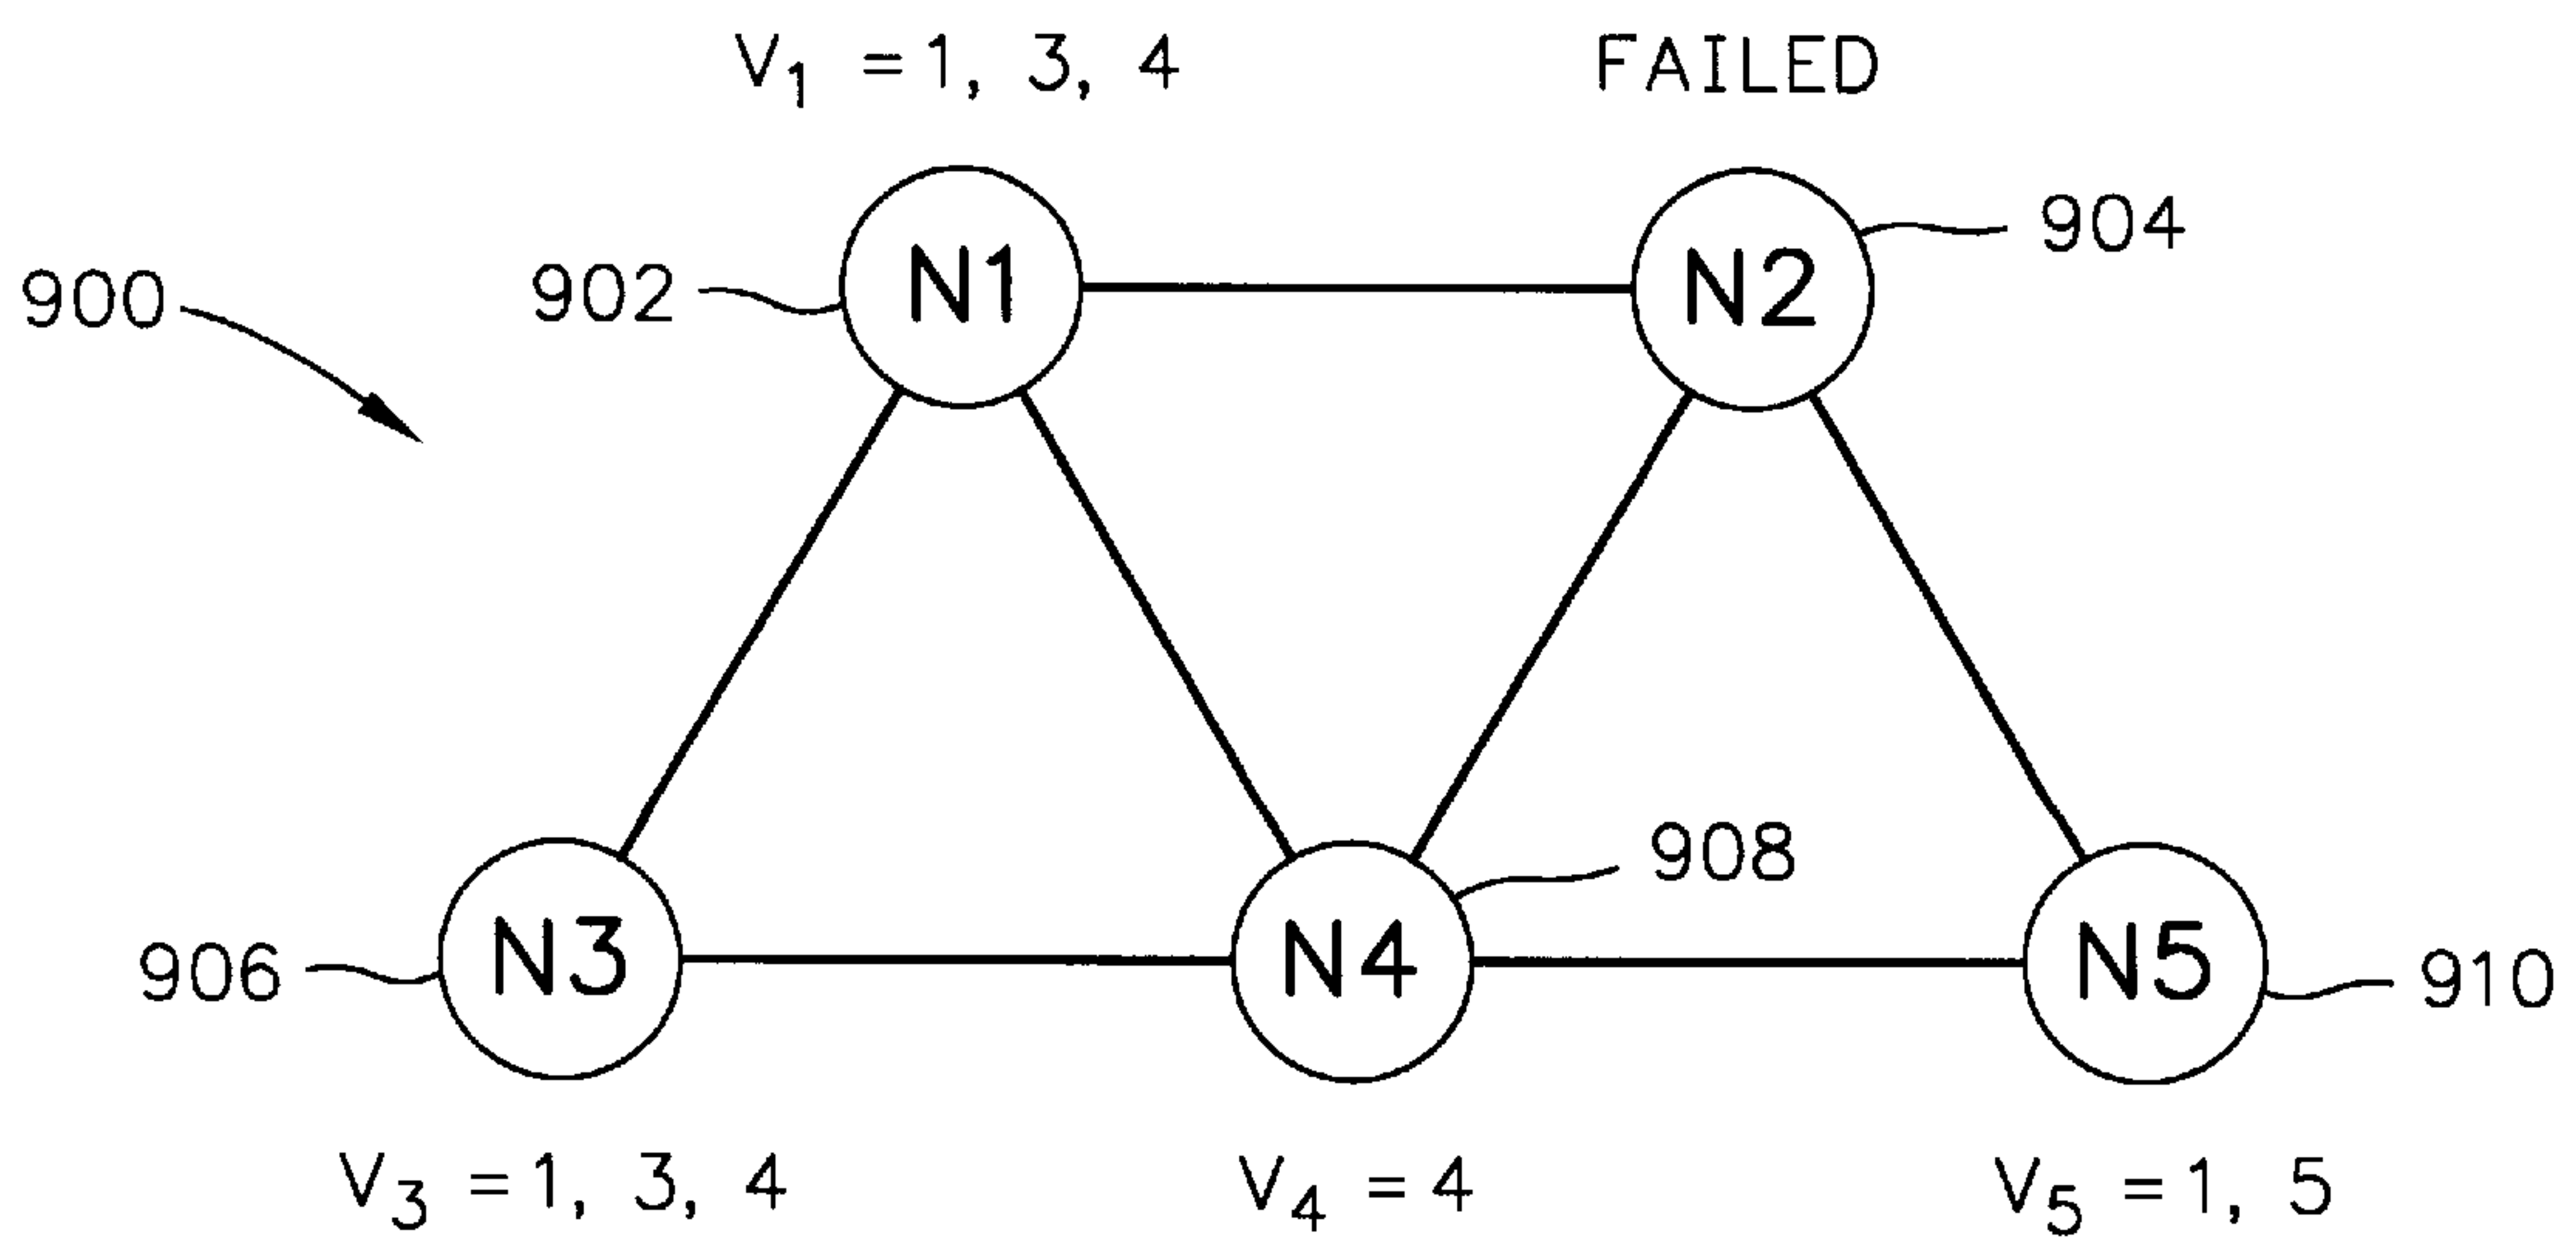 V1 = 1, 3, 4
FAILED
900
902
N1
N2
904
906
N3
N4
908
N5
910
V3 = 1, 3, 4
V4 = 4
V5 = 1, 5